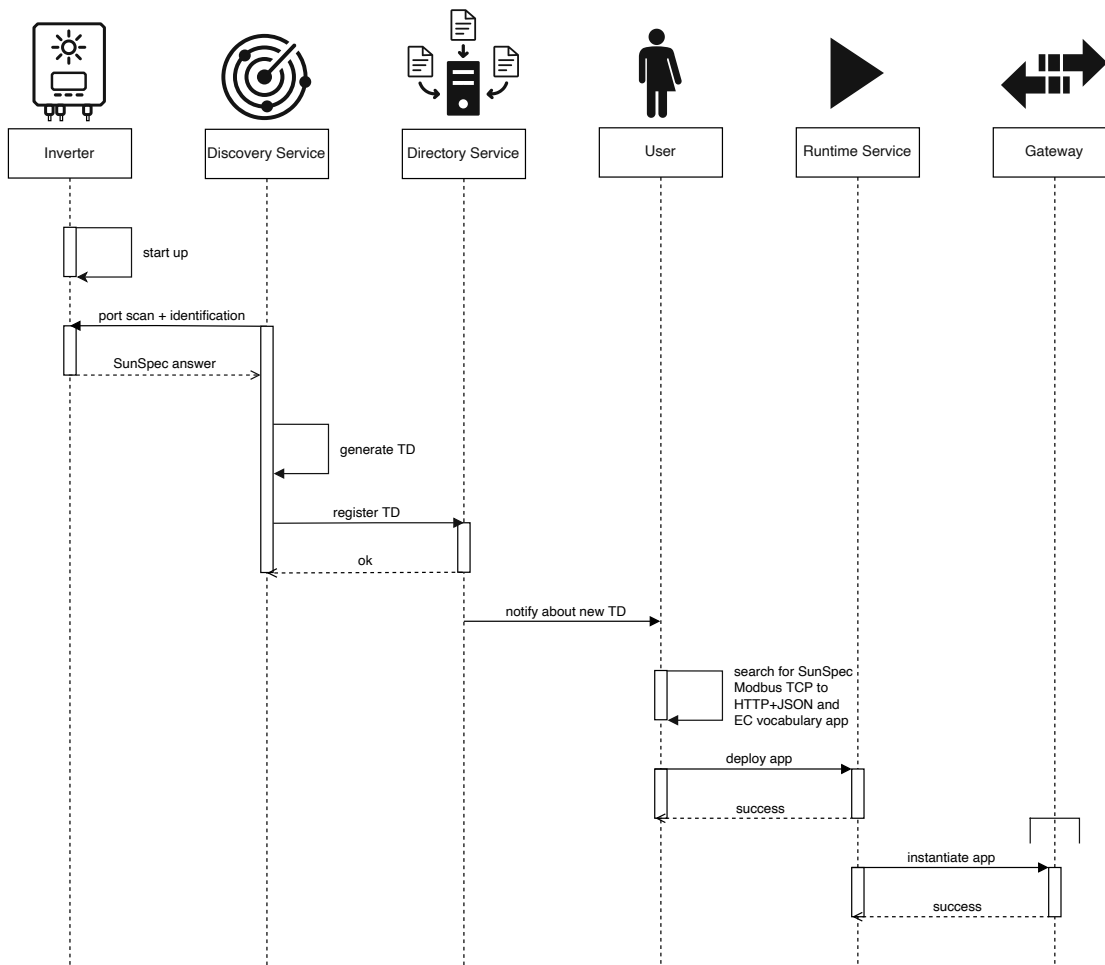 Inverter
Discovery Service
Directory Service
User
Runtime Service
Gateway
start up
port scan + identification
SunSpec answer
generate TD
register TD
ok
notify about new TD
search for SunSpec
Modbus TCP to
HTTP+JSON and
EC vocabulary app
deploy app
success
instantiate app
success